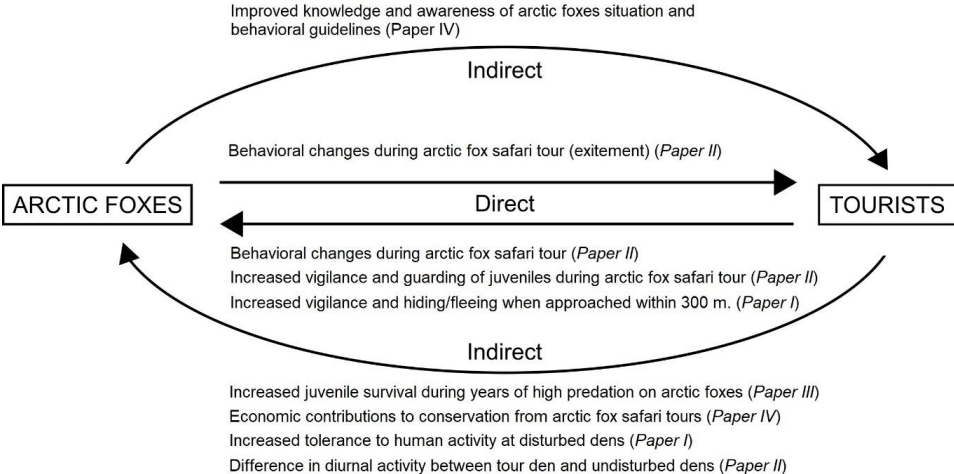 Improved knowledge and awareness of arctic foxes situation and
behavioral guidelines (Paper IV)
Indirect
Behavioral changes during arctic fox safari tour (exitement) (Paper II)
ARCTIC FOXES
Direct
TOURISTS
Behavioral changes during arctic fox safari tour (Paper II)
Increased vigilance and guarding of juveniles during arctic fox safari tour (Paper II)
Increased vigilance and hiding/fleeing when approached within 300 m. (Paper I)
Indirect
Increased juvenile survival during years of high predation on arctic foxes (Paper III)
Economic contributions to conservation from arctic fox safari tours (Paper IV)
Increased tolerance to human activity at disturbed dens (Paper I)
Difference in diurnal activity between tour den and undisturbed dens (Paper II)